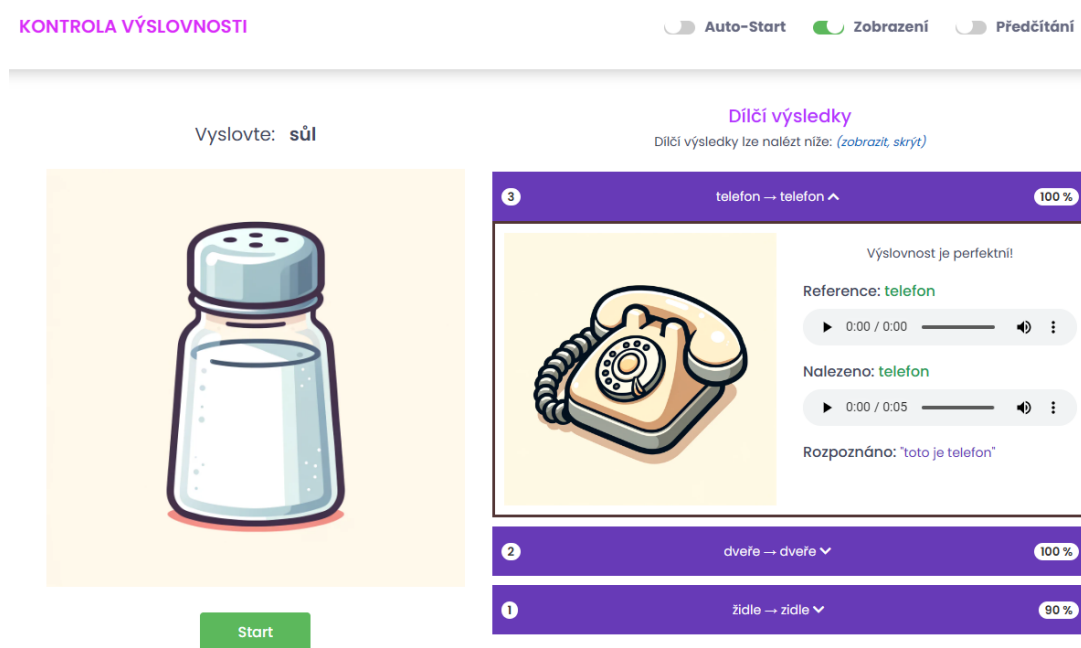 KONTROLA VÝSLOVNOSTI
Auto-Start
Zobrazení
Předčítání
Vyslovte: sůl
Start
Dílčí výsledky
Dílčí výsledky lze nalézt níže: (zobrazit, skrýt)
3 telefon → telefon 100 %
Výslovnost je perfektní!
Reference: telefon
0:00 / 0:00
Nalezeno: telefon
0:00 / 0:05
Rozpoznáno: "toto je telefon"
2 dveře → dveře 100 %
1 židle → zidle 90 %